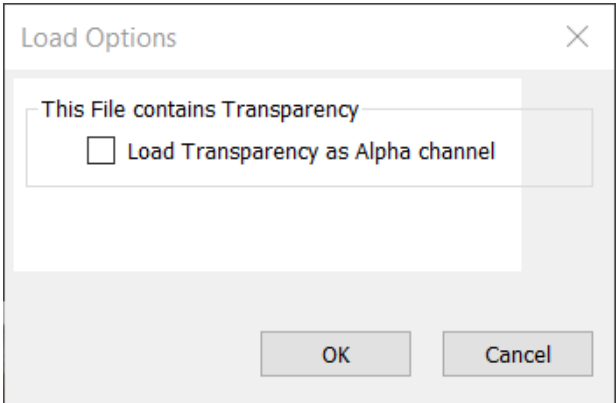 Load Options
This File contains Transparency
Load Transparency as Alpha channel
OK
Cancel